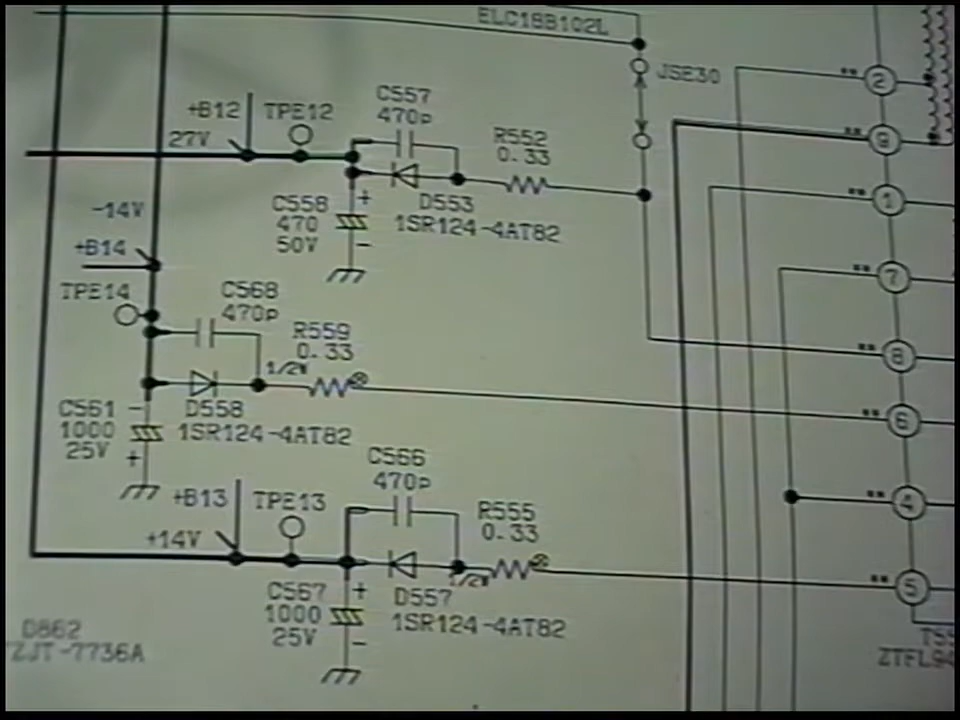 ELC18B102L
JSE30
**
2
C557
470p
+B12
TPE12
27V
R552
0.33
**
9
+
C558
470
50V
-
D553
1SR124-4AT82
**
1
-14V
+B14
TPE14
C568
470p
**
7
R559
0.33
1/2W
**
8
D558
1SR124-4AT82
C561
1000
25V
-
+
**
6
C566
470p
+B13
TPE13
+14V
R555
0.33
1/2W
**
4
+
C567
1000
25V
-
D557
1SR124-4AT82
**
5
D862
ZJT-7736A
T55
ZTFL94